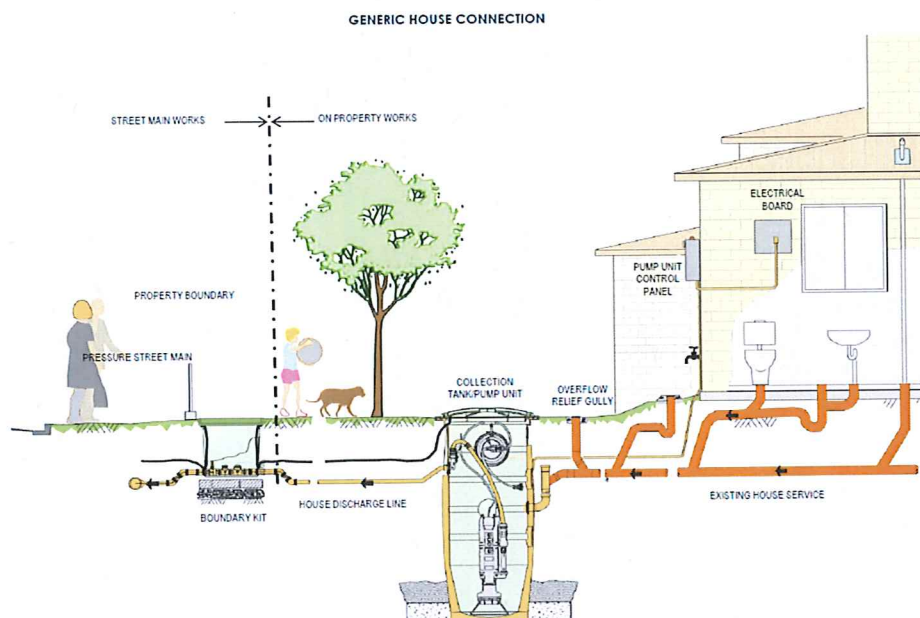 GENERIC HOUSE CONNECTION
STREET MAIN WORKS
ON PROPERTY WORKS
ELECTRICAL
BOARD
PUMP UNIT
CONTROL
PANEL
PROPERTY BOUNDARY
PRESSURE STREET MAIN
COLLECTION
TANK/PUMP UNIT
OVERFLOW
RELIEF GULLY
HOUSE DISCHARGE LINE
EXISTING HOUSE SERVICE
BOUNDARY KIT